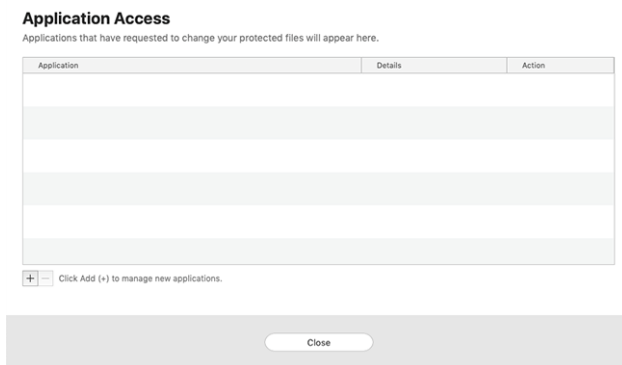 Application Access
Applications that have requested to change your protected files will appear here.
Application Details Action
+ − Click Add (+) to manage new applications.
Close